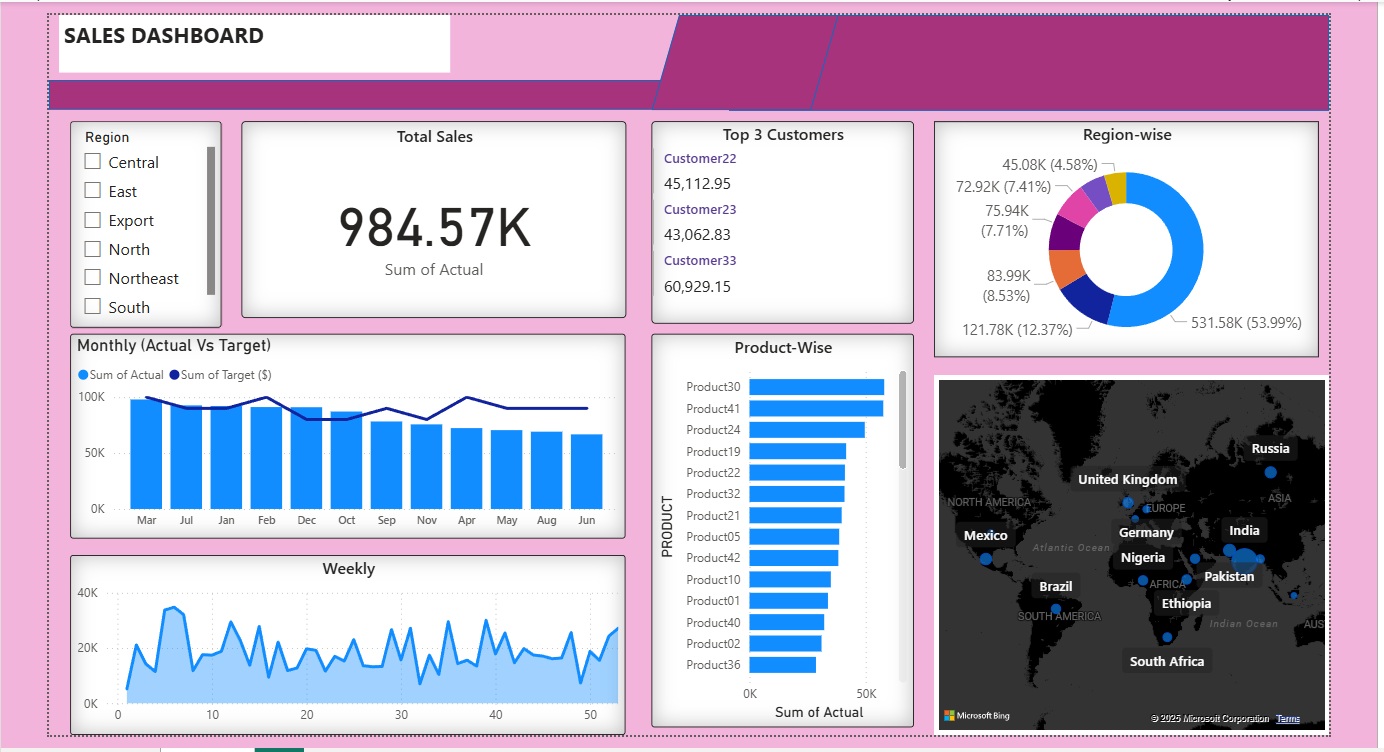 SALES DASHBOARD
Region
Central
East
Export
North
Northeast
South
Total Sales
984.57K
Sum of Actual
Top 3 Customers
Customer22
45,112.95
Customer23
43,062.83
Customer33
60,929.15
Region-wise
45.08K (4.58%)
72.92K (7.41%)
75.94K
(7.71%)
83.99K
(8.53%)
121.78K (12.37%)
531.58K (53.99%)
Monthly (Actual Vs Target)
Sum of Actual Sum of Target ($)
100K
50K
0K
Mar Jul Jan Feb Dec Oct Sep Nov Apr May Aug Jun
Weekly
40K
20K
0K
0 10 20 30 40 50
Product-Wise
PRODUCT
Product30
Product41
Product24
Product19
Product22
Product32
Product21
Product05
Product42
Product10
Product01
Product40
Product02
Product36
0K 50K
Sum of Actual
Russia
United Kingdom
ASIA
NORTH AMERICA
EUROPE
Mexico
Germany
India
Atlantic Ocean
Nigeria
Pakistan
Brazil
AFRICA
Ethiopia
SOUTH AMERICA
Indian Ocean
AUS
South Africa
Microsoft Bing
© 2025 Microsoft Corporation Terms